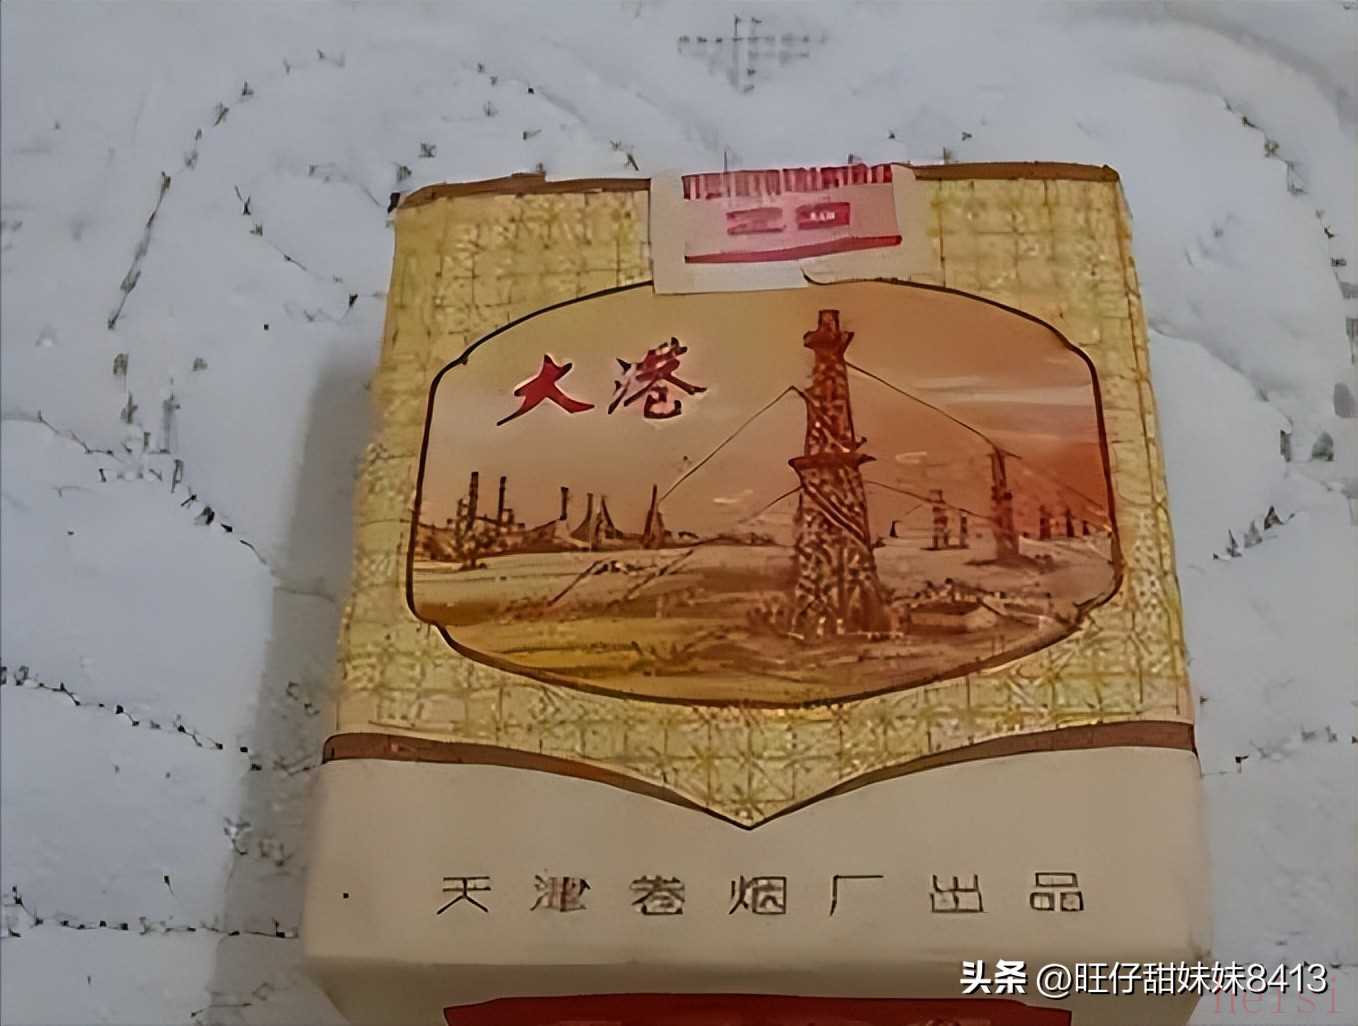 大港
天津卷烟厂出品
头条 @旺仔甜妹妹8413
heisi